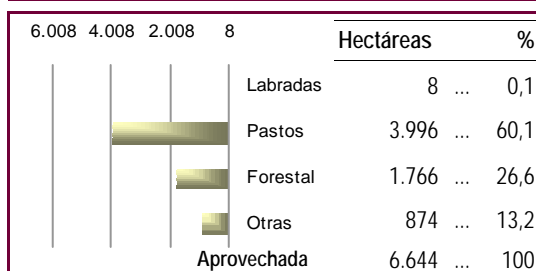 6.008 4.008 2.008 8 Hectáreas %
Labradas 8 ... 0,1
Pastos 3.996 ... 60,1
Forestal 1.766 ... 26,6
Otras 874 ... 13,2
Aprovechada 6.644 ... 100